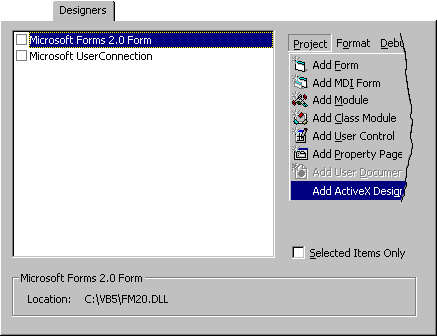 Designers
Microsoft Forms 2.0 Form
Microsoft UserConnection
Project Format Debu
Add Form
Add MDI Form
Add Module
Add Class Module
Add User Control
Add Property Page
Add User Documen
Add ActiveX Desig
Selected Items Only
Microsoft Forms 2.0 Form
Location: C:\VB5\FM20.DLL